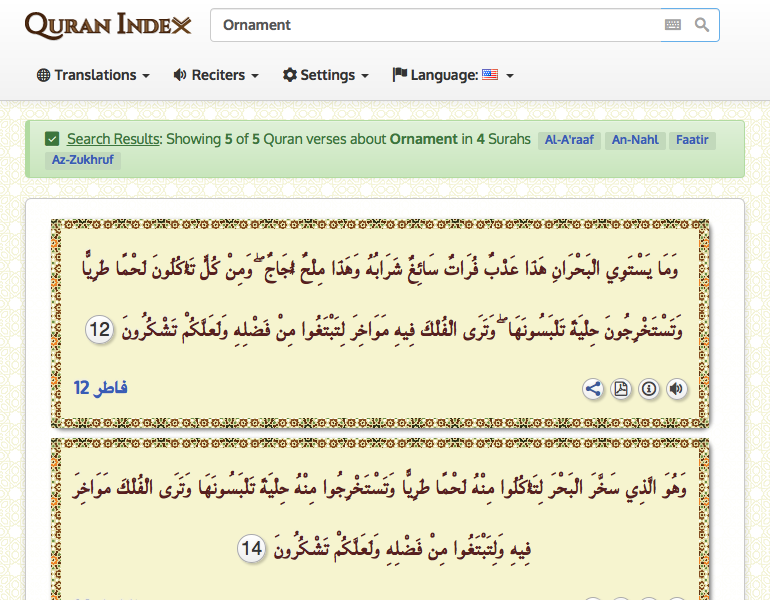 QURAN INDEX
Ornament
Translations Reciters Settings Language:
Search Results: Showing 5 of 5 Quran verses about Ornament in 4 Surahs Al-A'raaf An-Nahl Faatir
Az-Zukhruf
وَمَا يَسْتَوِي الْبَحْرَانِ هَذَا عَذْبٌ فُرَاتٌ سَائِغٌ شَرَابُهُ وَهَذَا مِلْحٌ أُجَاجٌ ۖ وَمِنْ كُلٍّ تَأْكُلُونَ لَحْمًا طَرِيًّا
وَتَسْتَخْرِجُونَ حِلْيَةً تَلْبَسُونَهَا ۖ وَتَرَى الْفُلْكَ فِيهِ مَوَاخِرَ لِتَبْتَغُوا مِنْ فَضْلِهِ وَلَعَلَّكُمْ تَشْكُرُونَ 12
فاطر 12
وَهُوَ الَّذِي سَخَّرَ الْبَحْرَ لِتَأْكُلُوا مِنْهُ لَحْمًا طَرِيًّا وَتَسْتَخْرِجُوا مِنْهُ حِلْيَةً تَلْبَسُونَهَا وَتَرَى الْفُلْكَ مَوَاخِرَ
فِيهِ وَلِتَبْتَغُوا مِنْ فَضْلِهِ وَلَعَلَّكُمْ تَشْكُرُونَ 14